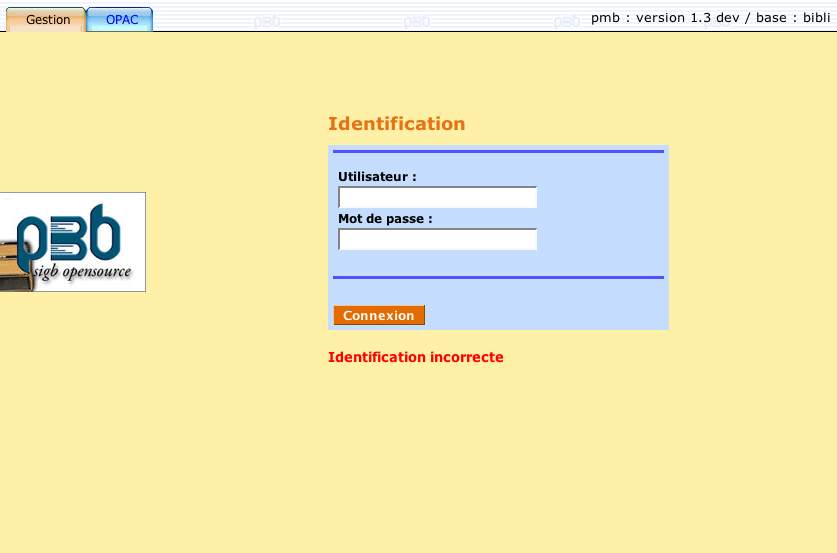 Gestion OPAC pmb : version 1.3 dev / base : bibli
Identification
Utilisateur :
Mot de passe :
pmb
sigb opensource
Connexion
Identification incorrecte